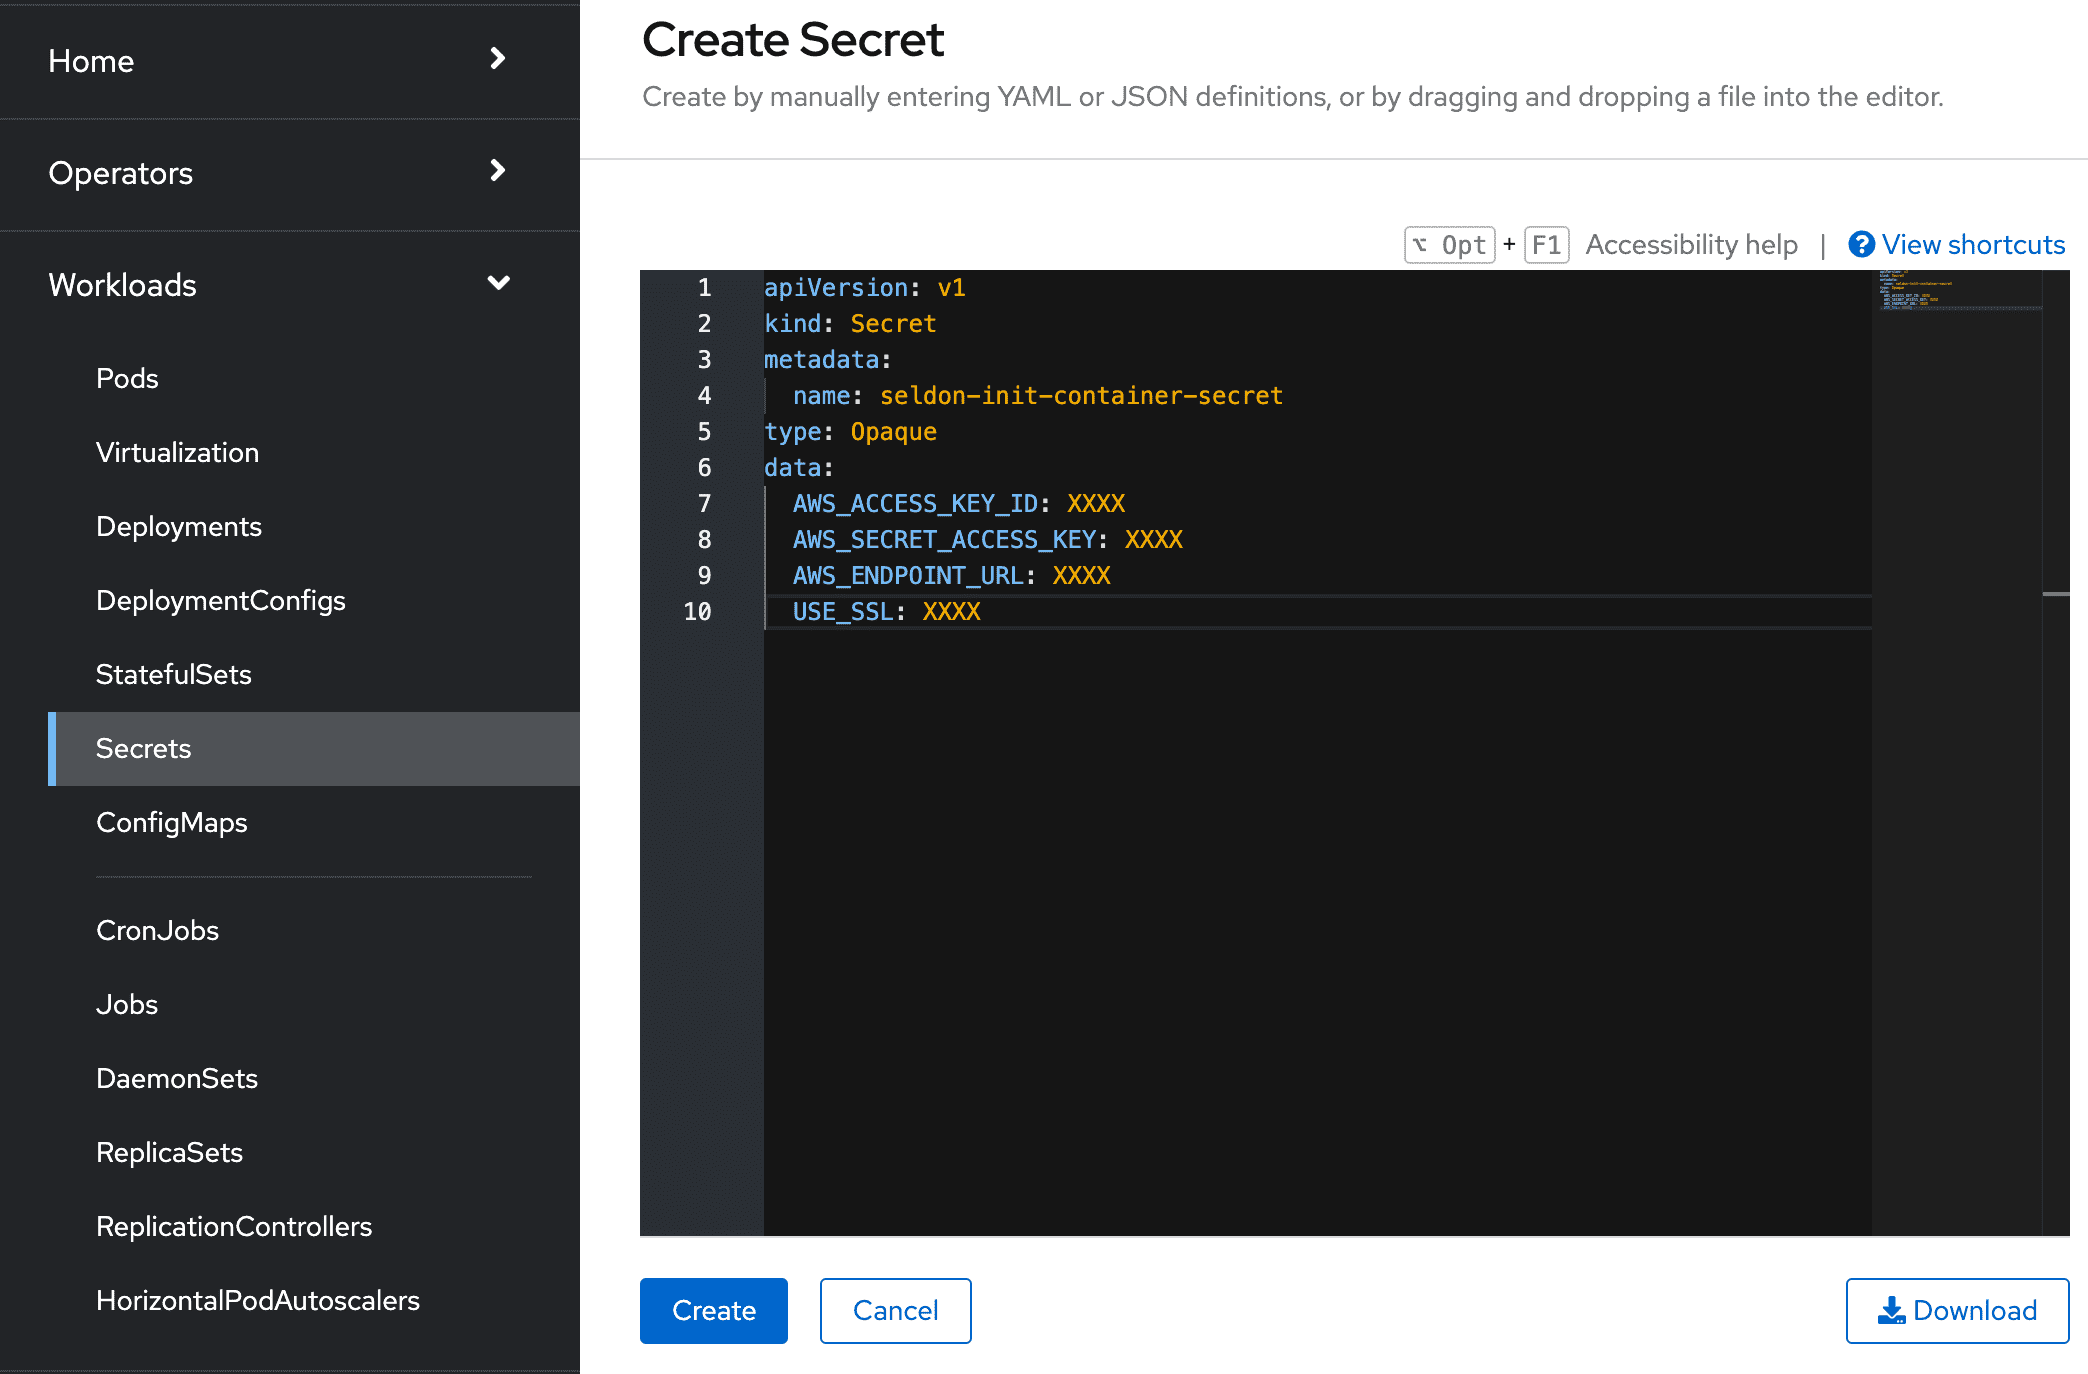 Home
Operators
Workloads
Pods
Virtualization
Deployments
DeploymentConfigs
StatefulSets
Secrets
ConfigMaps
CronJobs
Jobs
DaemonSets
ReplicaSets
ReplicationControllers
HorizontalPodAutoscalers
Create Secret
Create by manually entering YAML or JSON definitions, or by dragging and dropping a file into the editor.
⌥ Opt + F1 Accessibility help | View shortcuts
1 apiVersion: v1
2 kind: Secret
3 metadata:
4   name: seldon-init-container-secret
5 type: Opaque
6 data:
7   AWS_ACCESS_KEY_ID: XXXX
8   AWS_SECRET_ACCESS_KEY: XXXX
9   AWS_ENDPOINT_URL: XXXX
10   USE_SSL: XXXX
Create Cancel Download